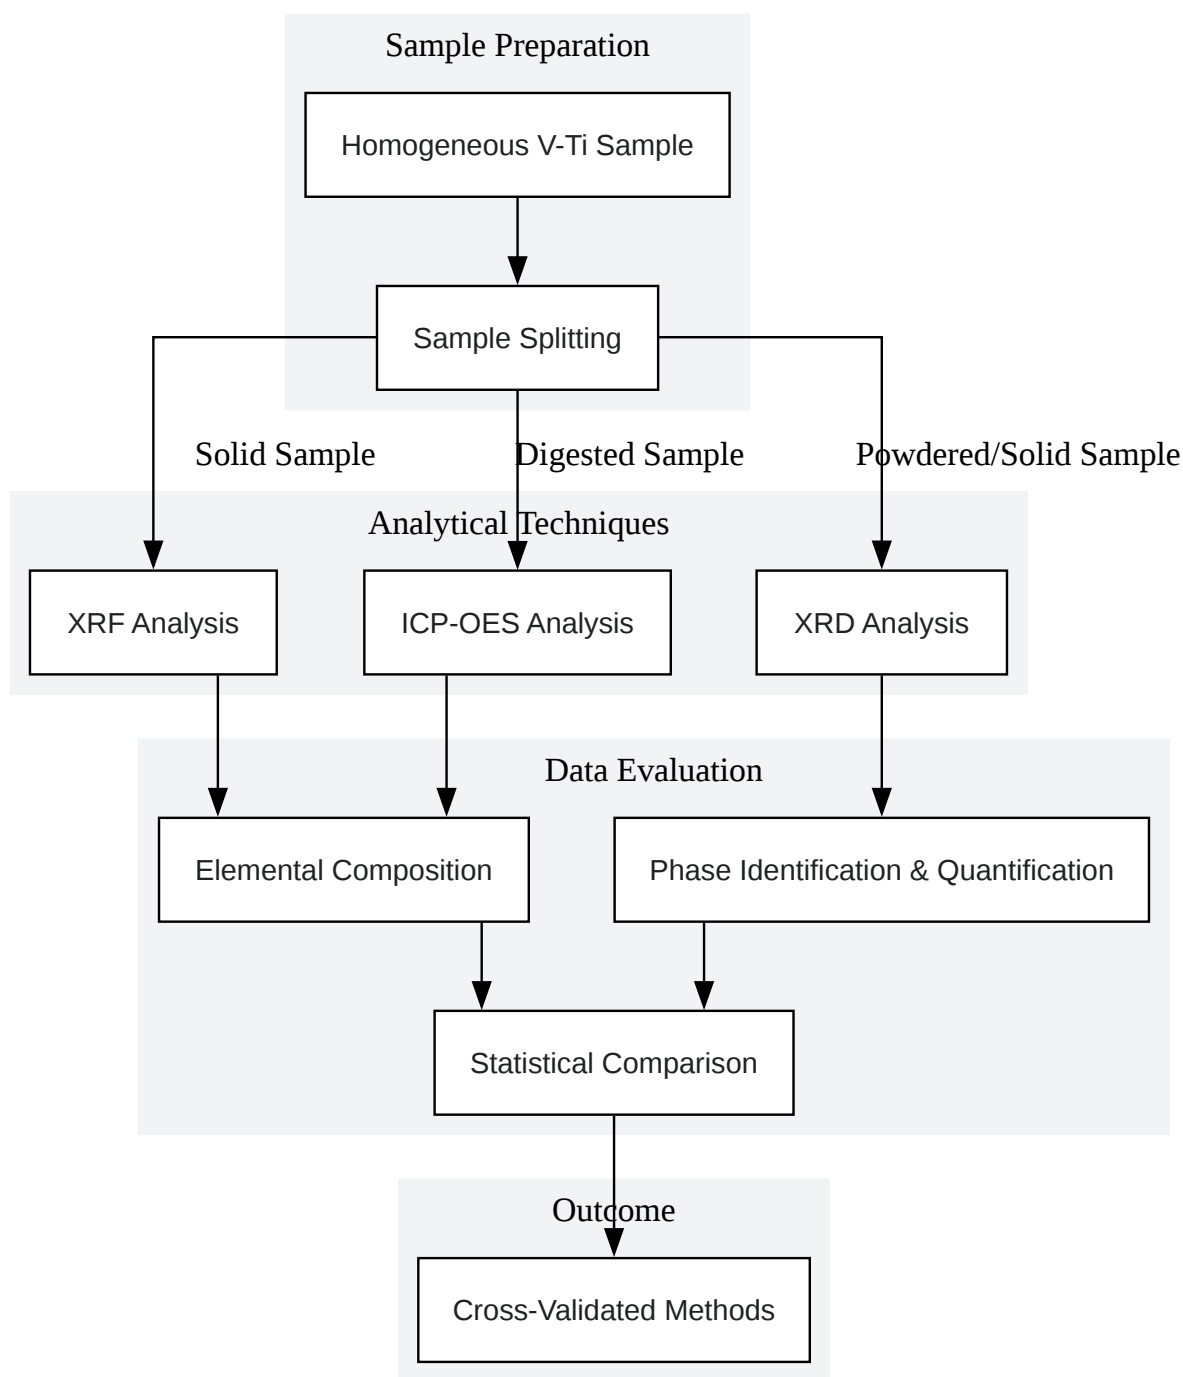 Sample Preparation
Homogeneous V-Ti Sample
Sample Splitting
Solid Sample
Digested Sample
Powdered/Solid Sample
Analytical Techniques
XRF Analysis
ICP-OES Analysis
XRD Analysis
Data Evaluation
Elemental Composition
Phase Identification & Quantification
Statistical Comparison
Outcome
Cross-Validated Methods